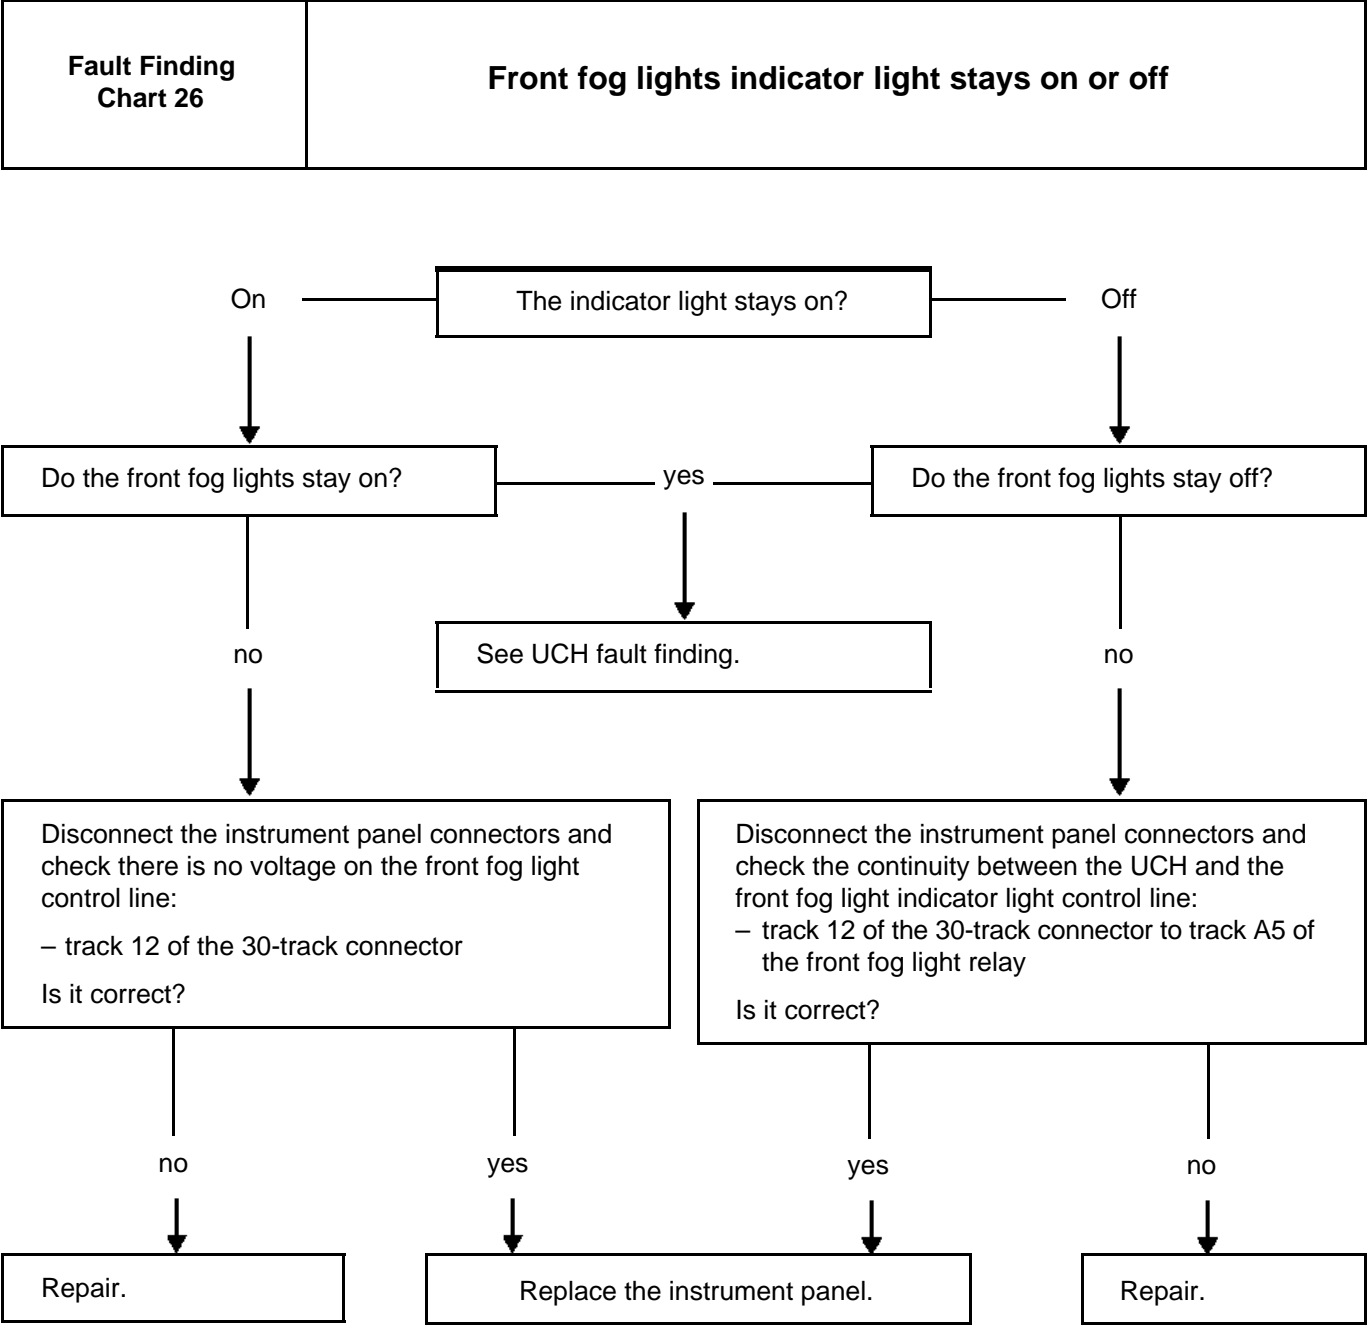 Fault Finding
Chart 26
Front fog lights indicator light stays on or off
On
The indicator light stays on?
Off
Do the front fog lights stay on?
yes
Do the front fog lights stay off?
no
See UCH fault finding.
no
Disconnect the instrument panel connectors and
check there is no voltage on the front fog light
control line:
– track 12 of the 30-track connector
Is it correct?
Disconnect the instrument panel connectors and
check the continuity between the UCH and the
front fog light indicator light control line:
– track 12 of the 30-track connector to track A5 of
the front fog light relay
Is it correct?
no
yes
yes
no
Repair.
Replace the instrument panel.
Repair.